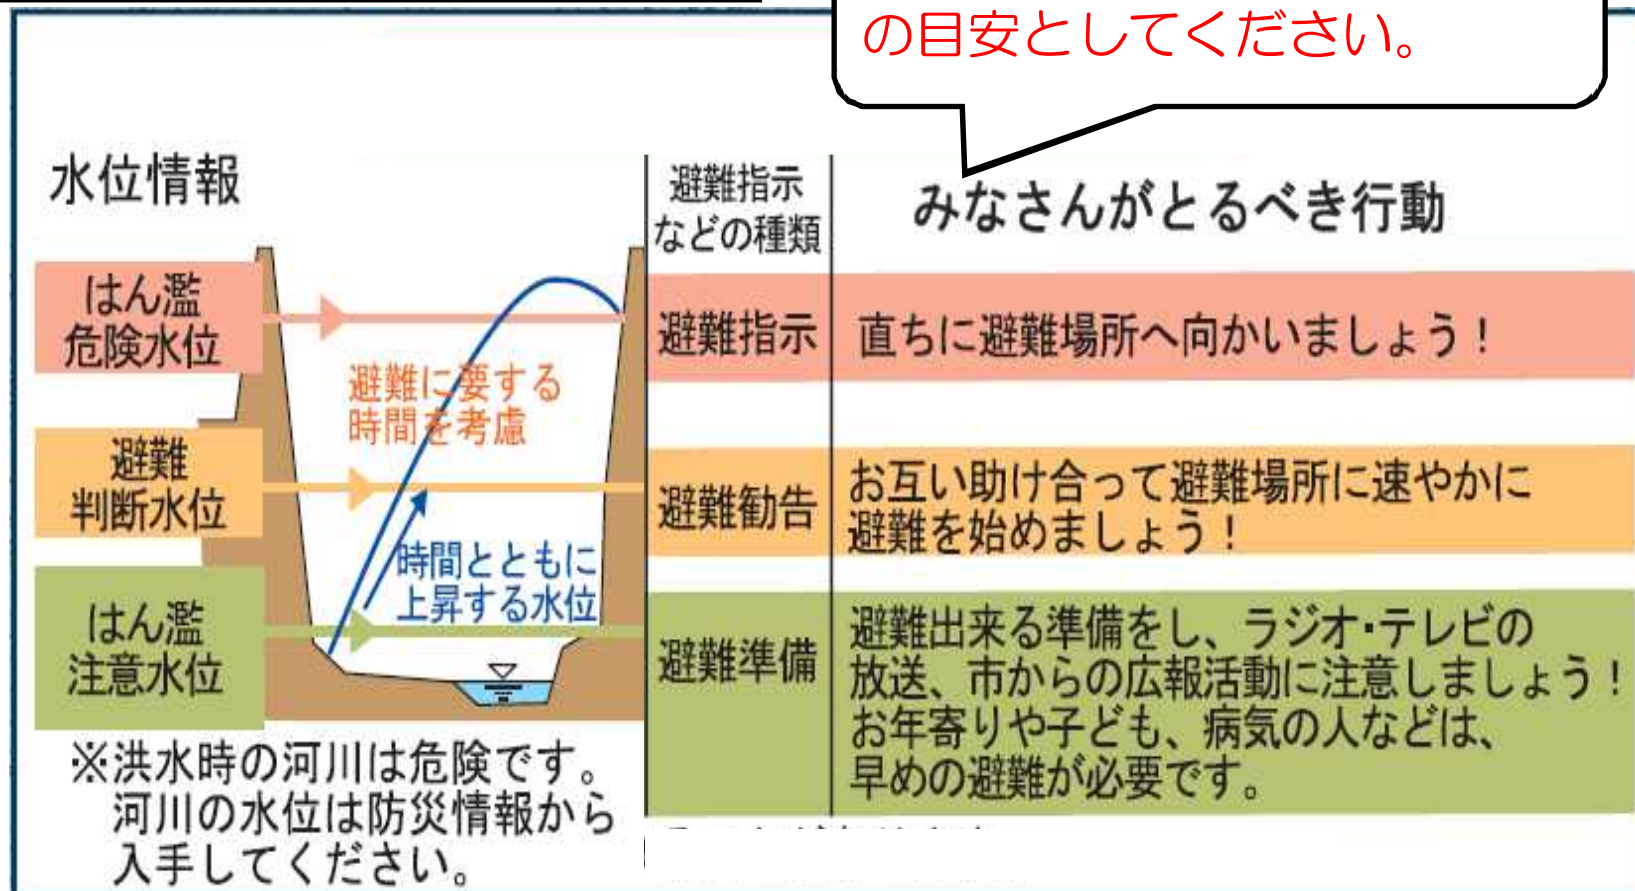 の目安としてください。
水位情報
避難指示
などの種類
みなさんがとるべき行動
はん濫
危険水位
避難指示
直ちに避難場所へ向かいましょう！
避難に要する
時間を考慮
避難
判断水位
避難勧告
お互い助け合って避難場所に速やかに
避難を始めましょう！
時間とともに
上昇する水位
はん濫
注意水位
避難準備
避難出来る準備をし、ラジオ・テレビの
放送、市からの広報活動に注意しましょう！
お年寄りや子ども、病気の人などは、
早めの避難が必要です。
※洪水時の河川は危険です。
河川の水位は防災情報から
入手してください。